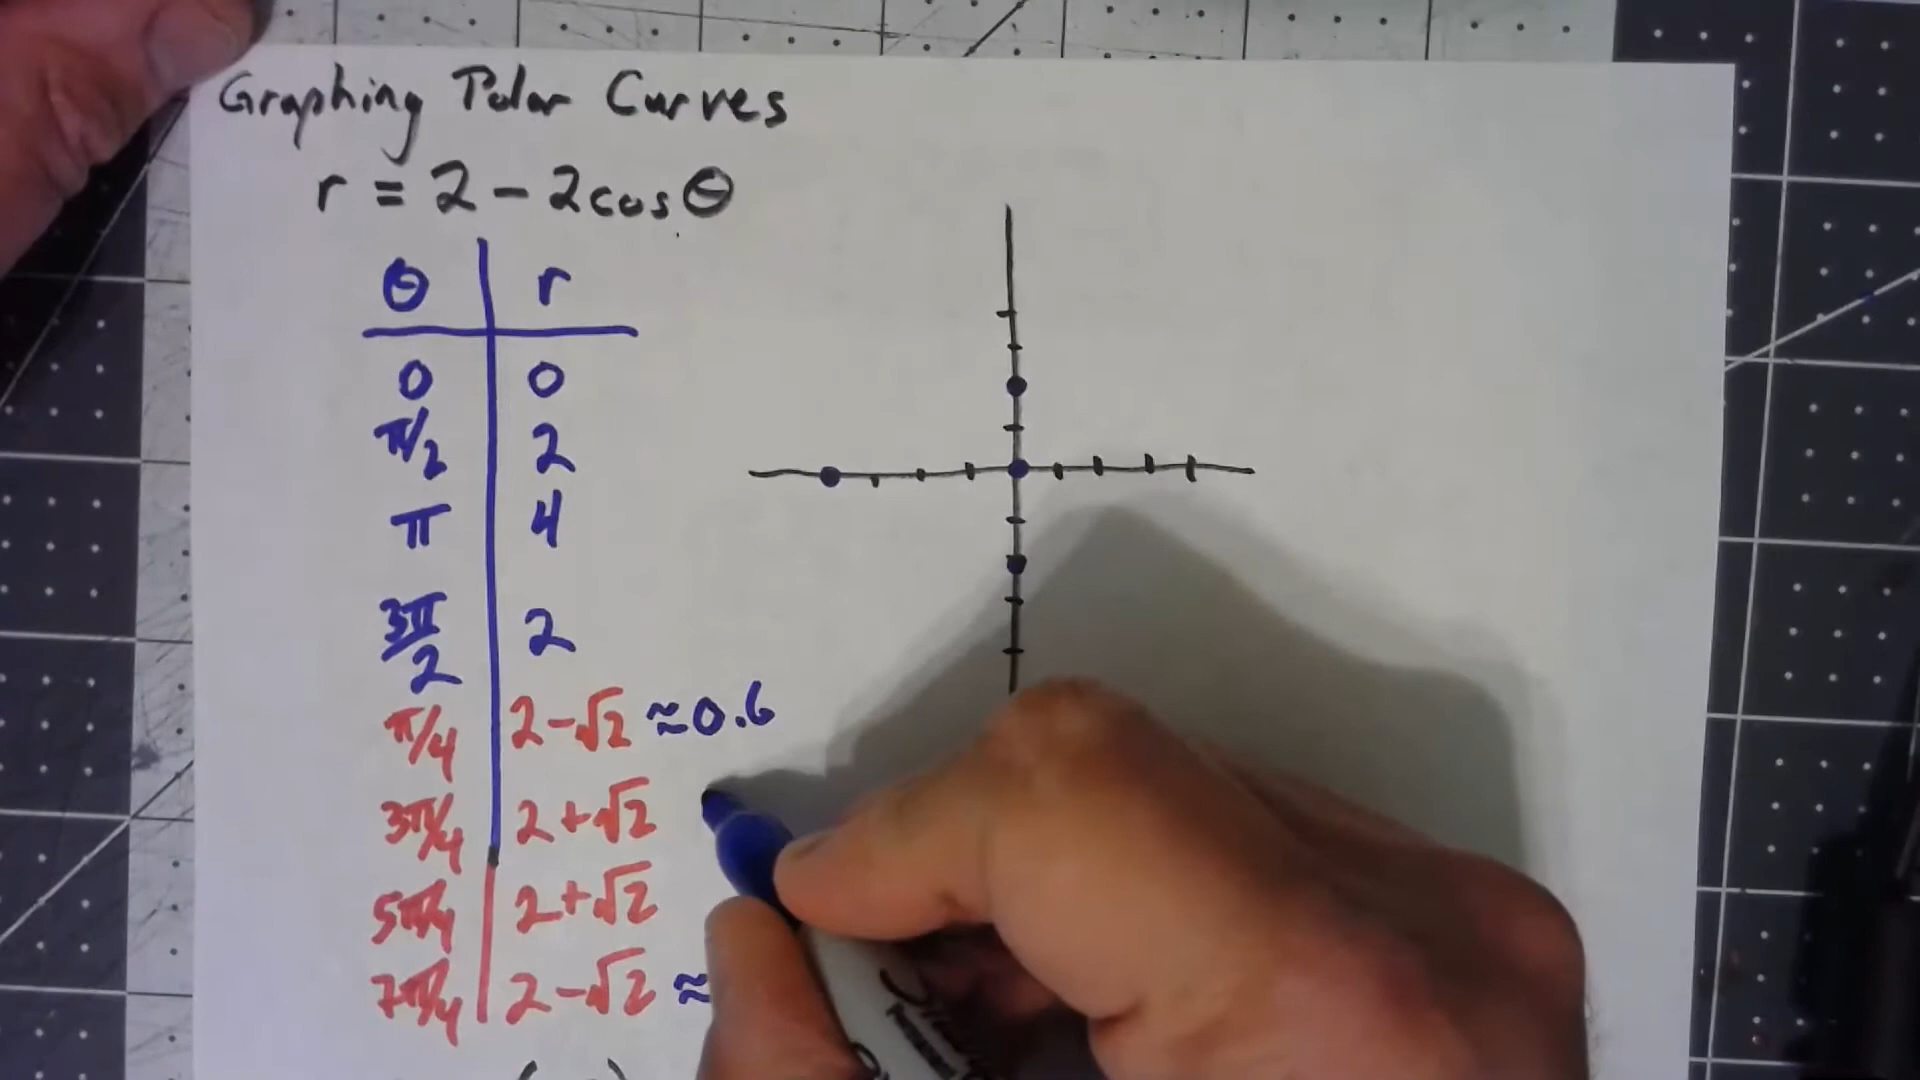 Graphing Polar Curves
r = 2 - 2cosθ
θ r
0 0
π/2 2
π 4
3π/2 2
π/4 2-√2 ≈0.6
3π/4 2+√2
5π/4 2+√2
7π/4 2-√2 ≈